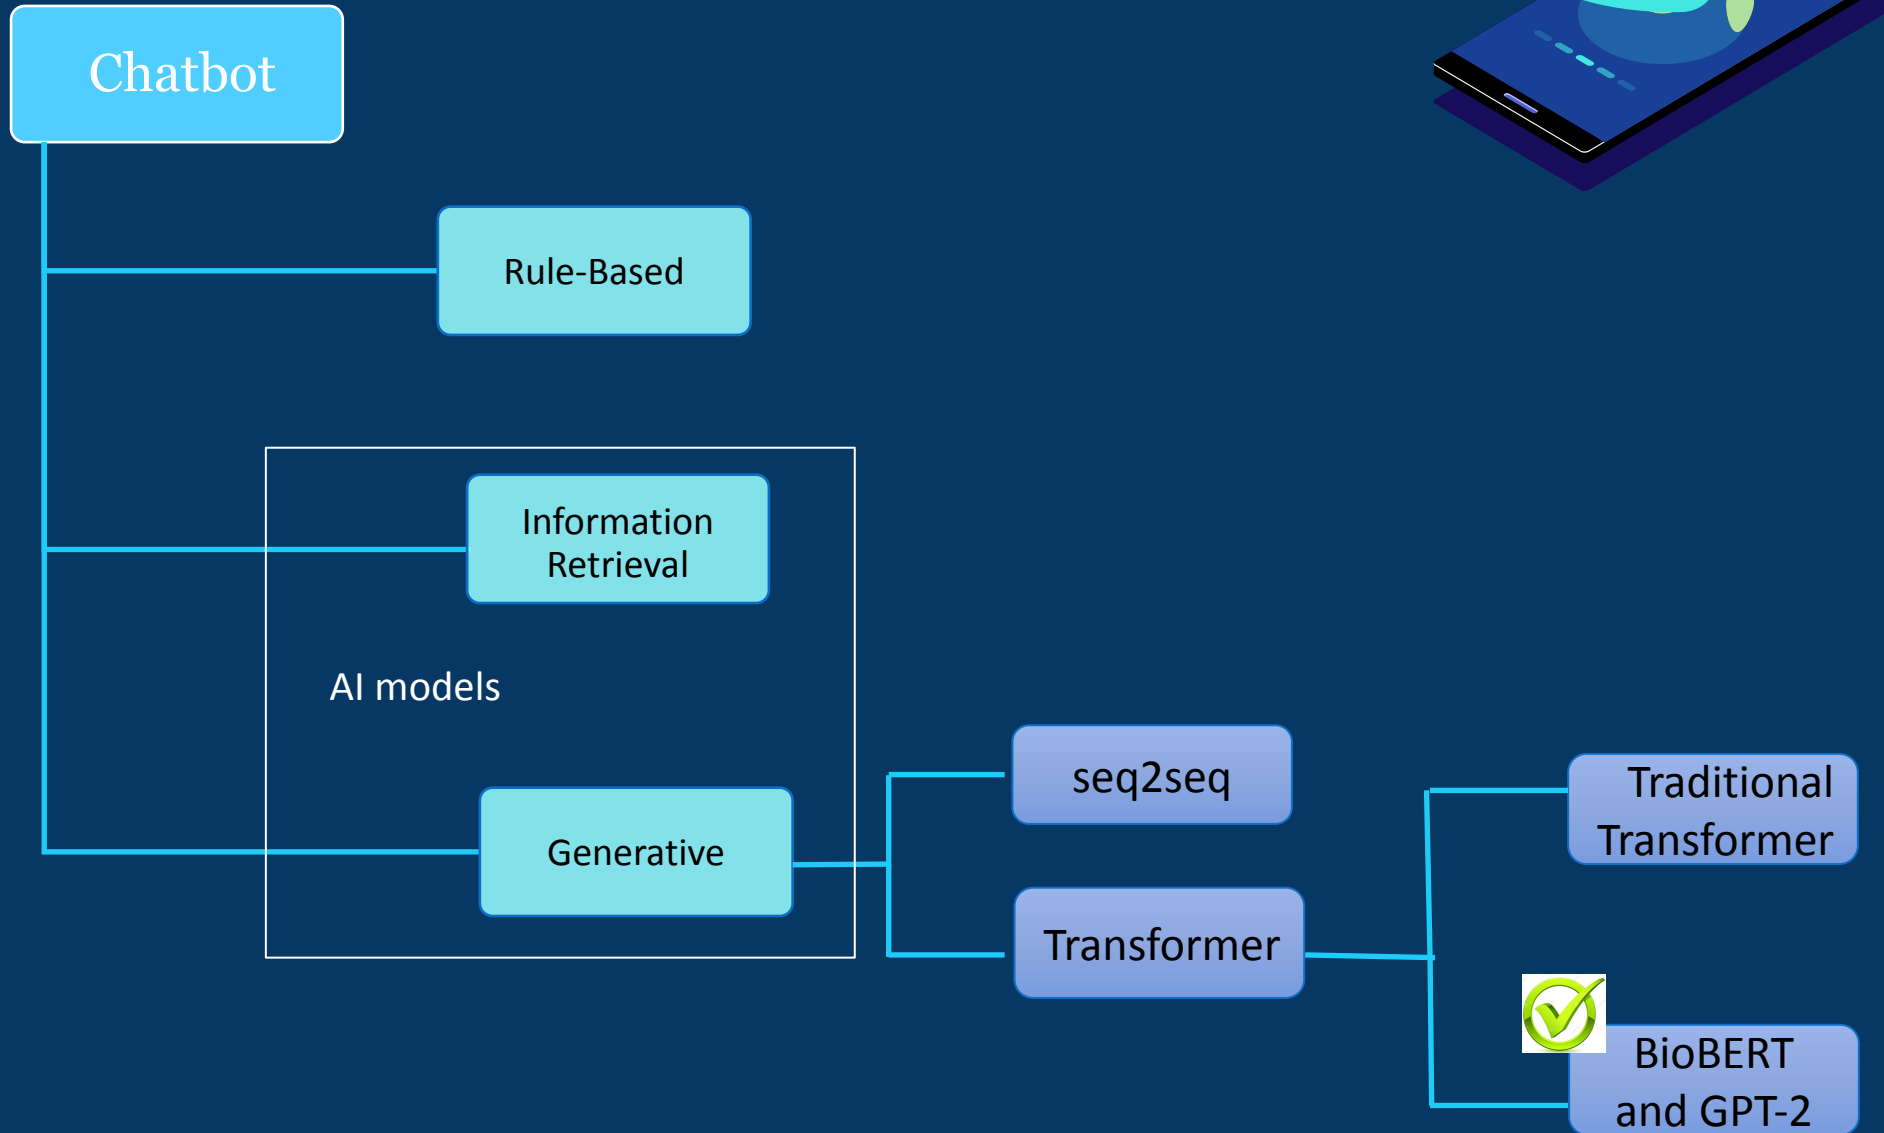 Chatbot
Rule-Based
Information
Retrieval
AI models
Generative
seq2seq
Transformer
Traditional
Transformer
BioBERT
and GPT-2